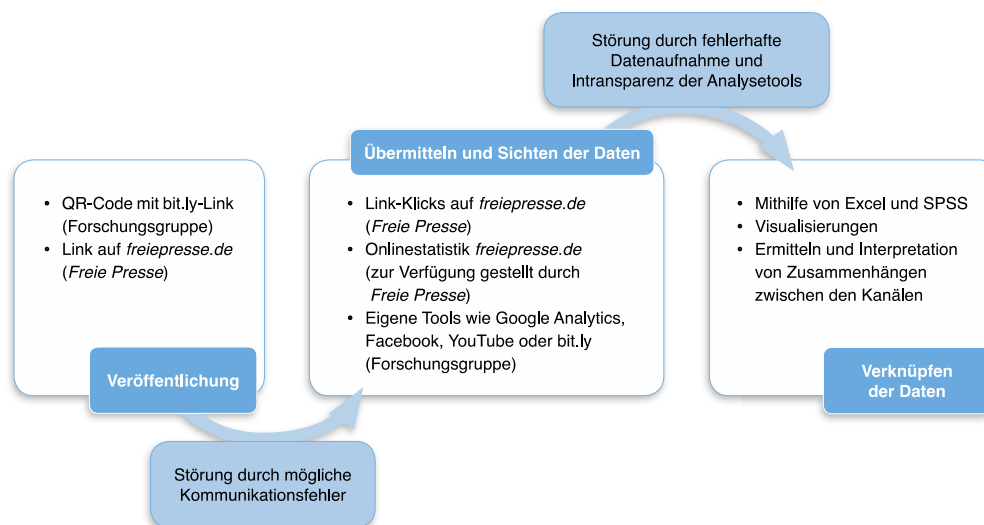 Störung durch fehlerhafte
Datenaufnahme und
Intransparenz der Analysetools
Übermitteln und Sichten der Daten
• QR-Code mit bit.ly-Link
(Forschungsgruppe)
• Link auf freiepresse.de
(Freie Presse)
Veröffentlichung
• Link-Klicks auf freiepresse.de
(Freie Presse)
• Onlinestatistik freiepresse.de
(zur Verfügung gestellt durch
Freie Presse)
• Eigene Tools wie Google Analytics,
Facebook, YouTube oder bit.ly
(Forschungsgruppe)
• Mithilfe von Excel und SPSS
• Visualisierungen
• Ermitteln und Interpretation
von Zusammenhängen
zwischen den Kanälen
Verknüpfen
der Daten
Störung durch mögliche
Kommunikationsfehler